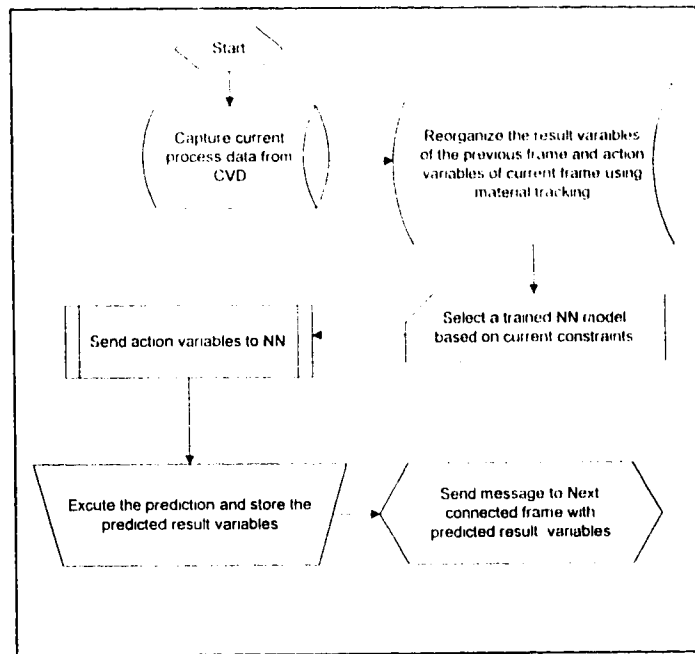 Start
Capture current
process data from
CVD
Reorganize the result varaibles
of the previous frame and action
variables of current frame using
material tracking
Select a trained NN model
based on current constraints
Send action variables to NN
Excute the prediction and store the
predicted result variables
Send message to Next
connected frame with
predicted result variables